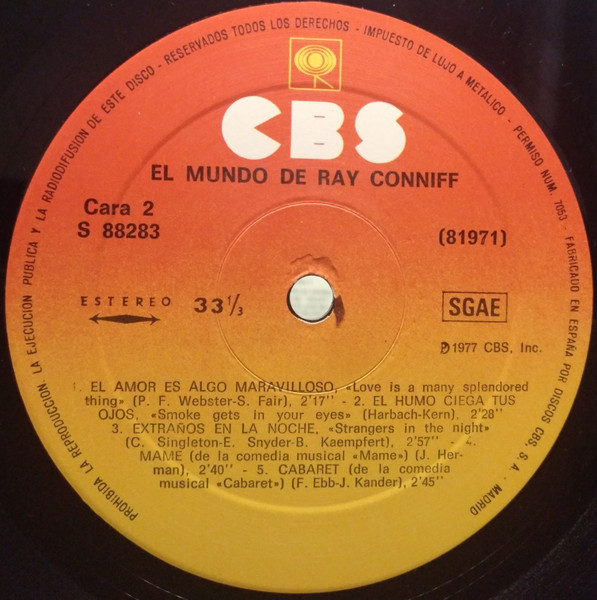 PROHIBIDA LA REPRODUCCION, LA EJECUCION PUBLICA Y LA RADIODIFUSION DE ESTE DISCO - RESERVADOS TODOS LOS DERECHOS - IMPUESTO DE LUJO A METALICO - PERMISO NUM. 7053 - FABRICADO EN ESPAÑA POR DISCOS CBS, S. A. - MADRID
CBS
EL MUNDO DE RAY CONNIFF
Cara 2
S 88283
(81971)
ESTEREO
33 1/3
SGAE
℗1977 CBS, Inc.
1. EL AMOR ES ALGO MARAVILLOSO, «Love is a many splendored
thing» (P. F. Webster-S. Fair), 2'17'' - 2. EL HUMO CIEGA TUS
OJOS, «Smoke gets in your eyes» (Harbach-Kern), 2'28''
3. EXTRAÑOS EN LA NOCHE, «Strangers in the night»
(C. Singleton-E. Snyder-B. Kaempfert), 2'57'' - 4.
MAME (de la comedia musical «Mame») (J. Her-
man), 2'40'' - 5. CABARET (de la comedia
musical «Cabaret») (F. Ebb-J. Kander), 2'45''